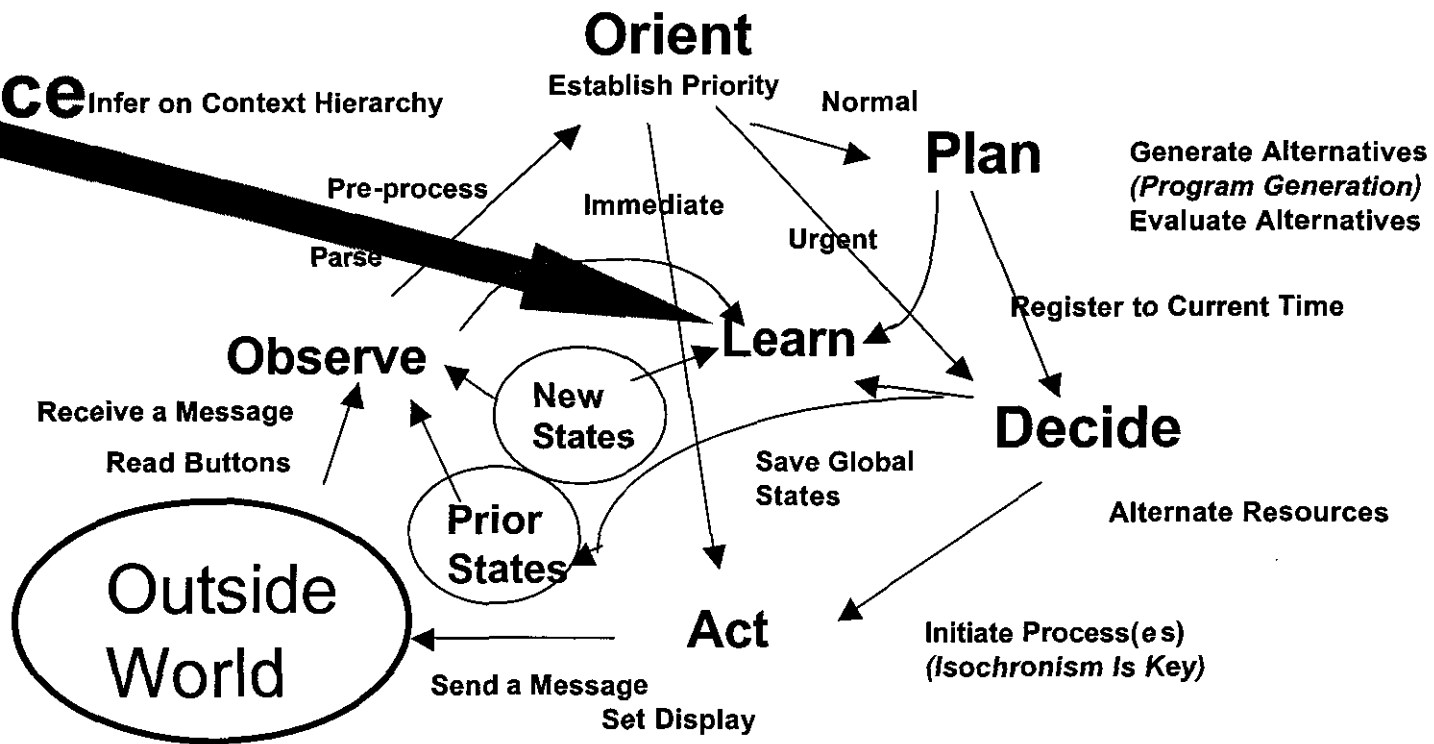 Orient
Establish Priority
ce
Infer on Context Hierarchy
Normal
Plan
Generate Alternatives
(Program Generation)
Evaluate Alternatives
Pre-process
Immediate
Urgent
Parse
Register to Current Time
Learn
Observe
New
States
Receive a Message
Read Buttons
Decide
Save Global
States
Alternate Resources
Prior
States
Outside
World
Act
Initiate Process(es)
(Isochronism Is Key)
Send a Message
Set Display